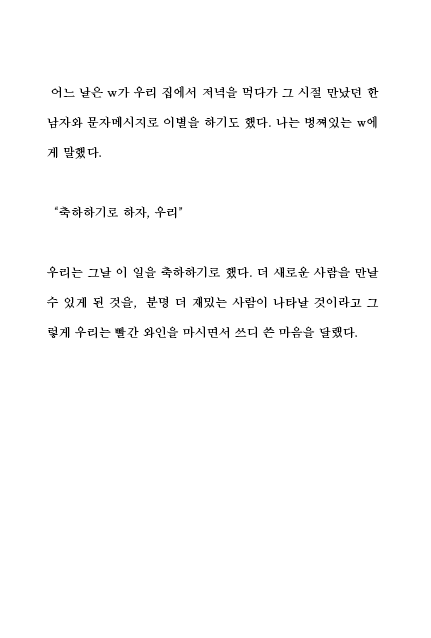 어느 날은 w가 우리 집에서 저녁을 먹다가 그 시절 만났던 한
남자와 문자메시지로 이별을 하기도 했다. 나는 벙쪄있는 w에
게 말했다.
“축하하기로 하자, 우리”
우리는 그날 이 일을 축하하기로 했다. 더 새로운 사람을 만날
수 있게 된 것을, 분명 더 재밌는 사람이 나타날 것이라고 그
렇게 우리는 빨간 와인을 마시면서 쓰디 쓴 마음을 달랬다.